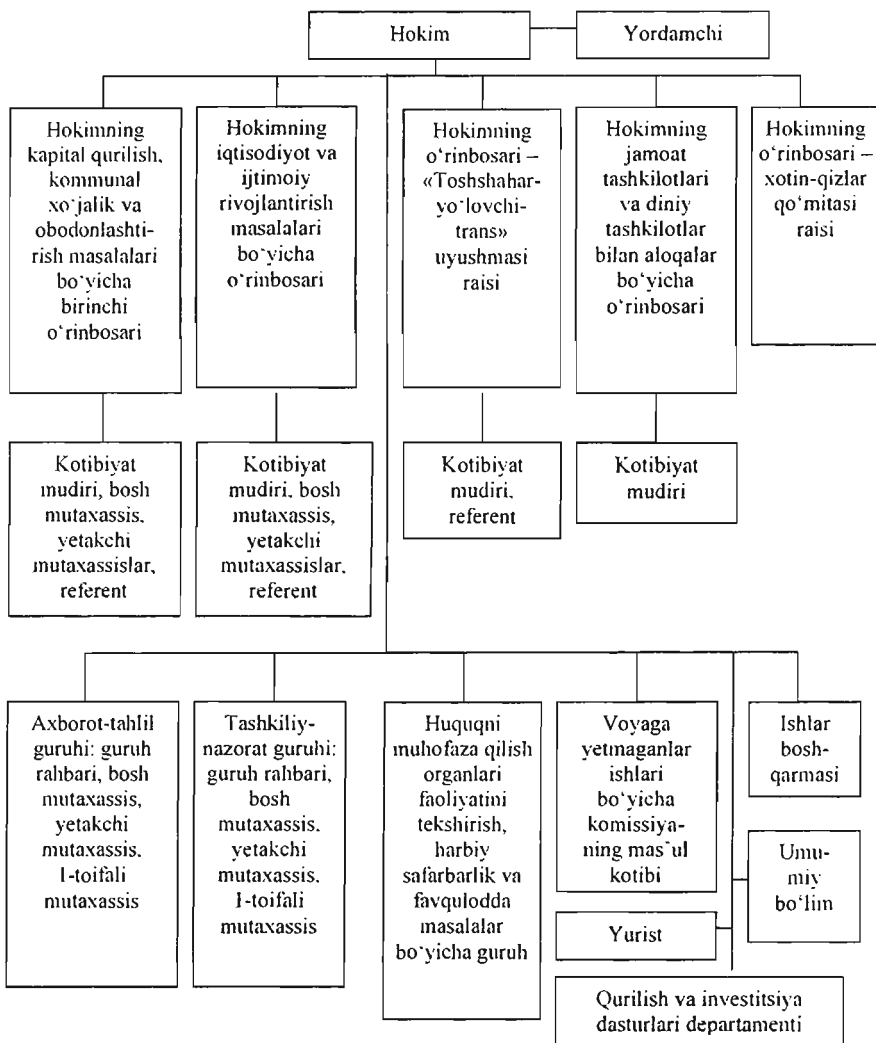 Hokim
Yordamchi
Hokimning
kapital qurilish,
kommunal
xo‘jalik va
obodonlashti-
rish masalalari
bo‘yicha
birinchi
o‘rinbosari
Hokimning
iqtisodiyot va
ijtimoiy
rivojlantirish
masalalari
bo‘yicha
o‘rinbosari
Hokimning
o‘rinbosari –
«Toshshahar-
yo‘lovchi-
trans»
uyushmasi
raisi
Hokimning
jamoat
tashkilotlari
va diniy
tashkilotlar
bilan aloqalar
bo‘yicha
o‘rinbosari
Hokimning
o‘rinbosari –
xotin-qizlar
qo‘mitasi
raisi
Kotibiyat
mudiri, bosh
mutaxassis,
yetakchi
mutaxassislar,
referent
Kotibiyat
mudiri, bosh
mutaxassis,
yetakchi
mutaxassislar,
referent
Kotibiyat
mudiri,
referent
Kotibiyat
mudiri
Axborot-tahlil
guruhi: guruh
rahbari, bosh
mutaxassis,
yetakchi
mutaxassis,
1-toifali
mutaxassis
Tashkiliy-
nazorat guruhi:
guruh rahbari,
bosh
mutaxassis,
yetakchi
mutaxassis,
1-toifali
mutaxassis
Huquqni
muhofaza qilish
organlari
faoliyatini
tekshirish,
harbiy
safarbarlik va
favqulodda
masalalar
bo‘yicha guruh
Voyaga
yetmaganlar
ishlari
bo‘yicha
komissiya-
ning mas’ul
kotibi
Ishlar
bosh-
qarmasi
Umu-
miy
bo‘lim
Yurist
Qurilish va investitsiya
dasturlari departamenti